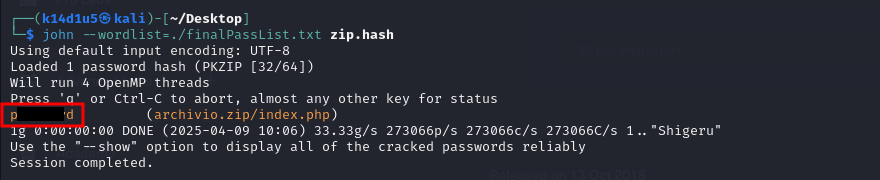 ┌──(k14d1u5㉿kali)-[~/Desktop]
└─$ john --wordlist=./finalPassList.txt zip.hash
Using default input encoding: UTF-8
Loaded 1 password hash (PKZIP [32/64])
Will run 4 OpenMP threads
Press 'q' or Ctrl-C to abort, almost any other key for status
(archivio.zip/index.php)
1g 0:00:00:00 DONE (2025-04-09 10:06) 33.33g/s 273066p/s 273066c/s 273066C/s 1.."Shigeru"
Use the "--show" option to display all of the cracked passwords reliably
Session completed.